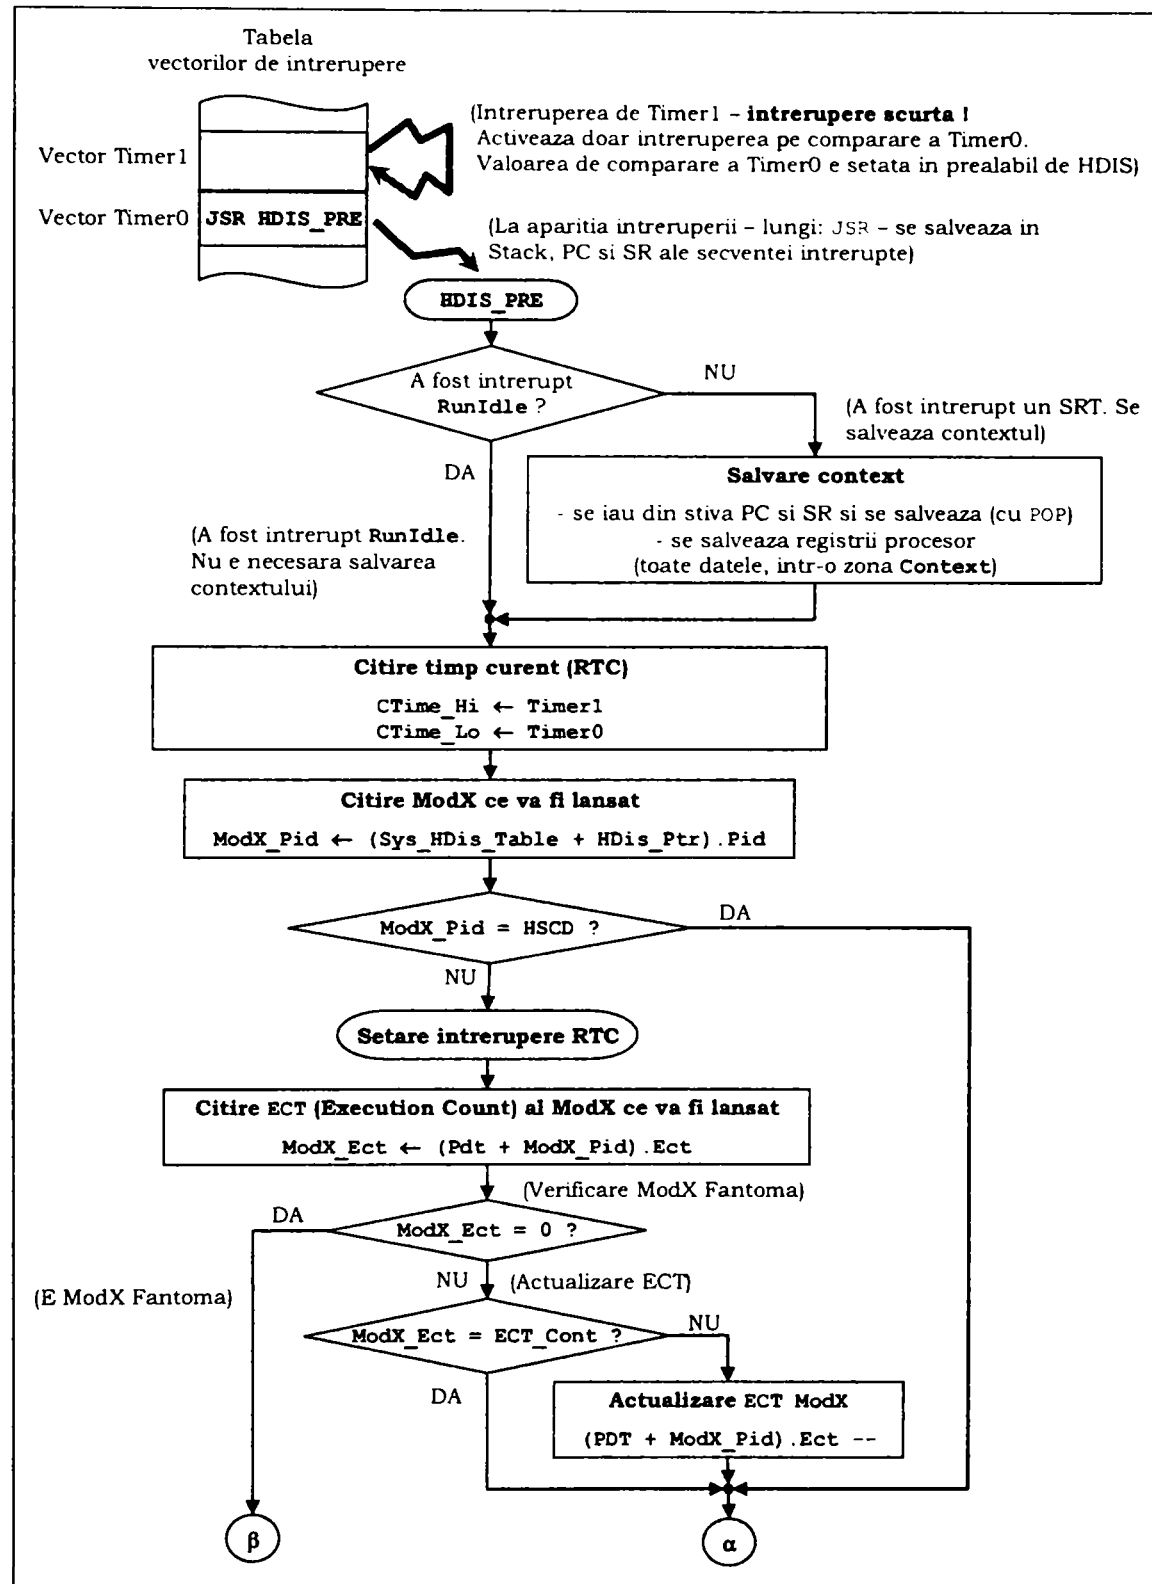 Tabela
vectorilor de intrerupere
(Intreruperea de Timer1 – intrerupere scurta !
Activeaza doar intreruperea pe comparare a Timer0.
Valoarea de comparare a Timer0 e setata in prealabil de HDIS)
Vector Timer1
Vector Timer0
JSR HDIS_PRE
(La aparitia intreruperii – lungi: JSR – se salveaza in
Stack, PC si SR ale secventei intrerupte)
HDIS_PRE
A fost intrerupt
RunIdle ?
NU
(A fost intrerupt un SRT. Se
salveaza contextul)
DA
Salvare context
- se iau din stiva PC si SR si se salveaza (cu POP)
- se salveaza registrii procesor
(toate datele, intr-o zona Context)
(A fost intrerupt RunIdle.
Nu e necesara salvarea
contextului)
Citire timp curent (RTC)
CTime_Hi ← Timer1
CTime_Lo ← Timer0
Citire ModX ce va fi lansat
ModX_Pid ← (Sys_HDis_Table + HDis_Ptr).Pid
ModX_Pid = HSCD ?
DA
NU
Setare intrerupere RTC
Citire ECT (Execution Count) al ModX ce va fi lansat
ModX_Ect ← (Pdt + ModX_Pid).Ect
(Verificare ModX Fantoma)
DA
ModX_Ect = 0 ?
NU
(Actualizare ECT)
(E ModX Fantoma)
ModX_Ect = ECT_Cont ?
NU
DA
Actualizare ECT ModX
(PDT + ModX_Pid).Ect --
β
α